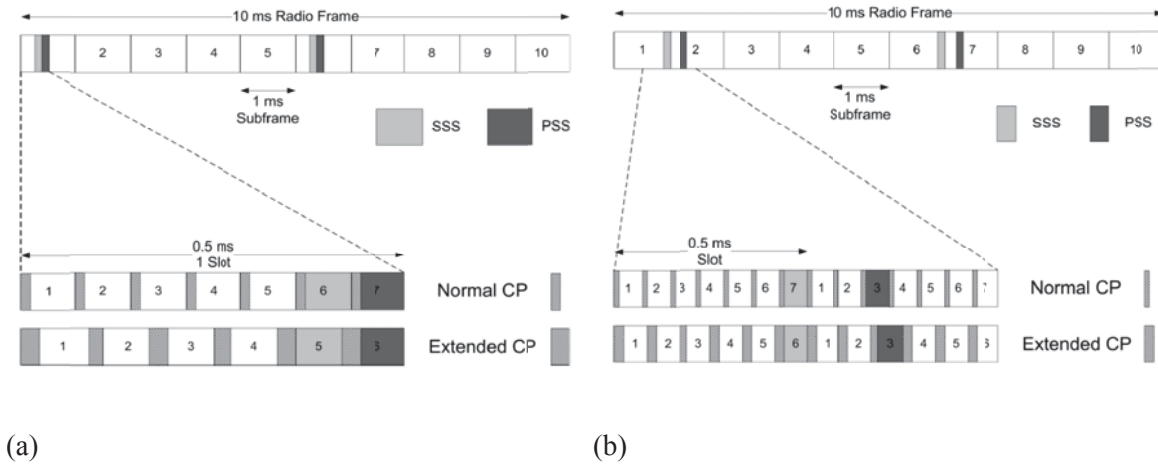 10 ms Radio Frame
2 3 4 5 7 8 9 10
1 ms
Subframe
SSS PSS
0.5 ms
1 Slot
1 2 3 4 5 6 7 Normal CP
1 2 3 4 5 6 Extended CP
(a)
10 ms Radio Frame
1 2 3 4 5 6 7 8 9 10
1 ms
Subframe
SSS PSS
0.5 ms
Slot
1 2 3 4 5 6 7 1 2 3 4 5 6 7 Normal CP
1 2 3 4 5 6 1 2 3 4 5 6 Extended CP
(b)